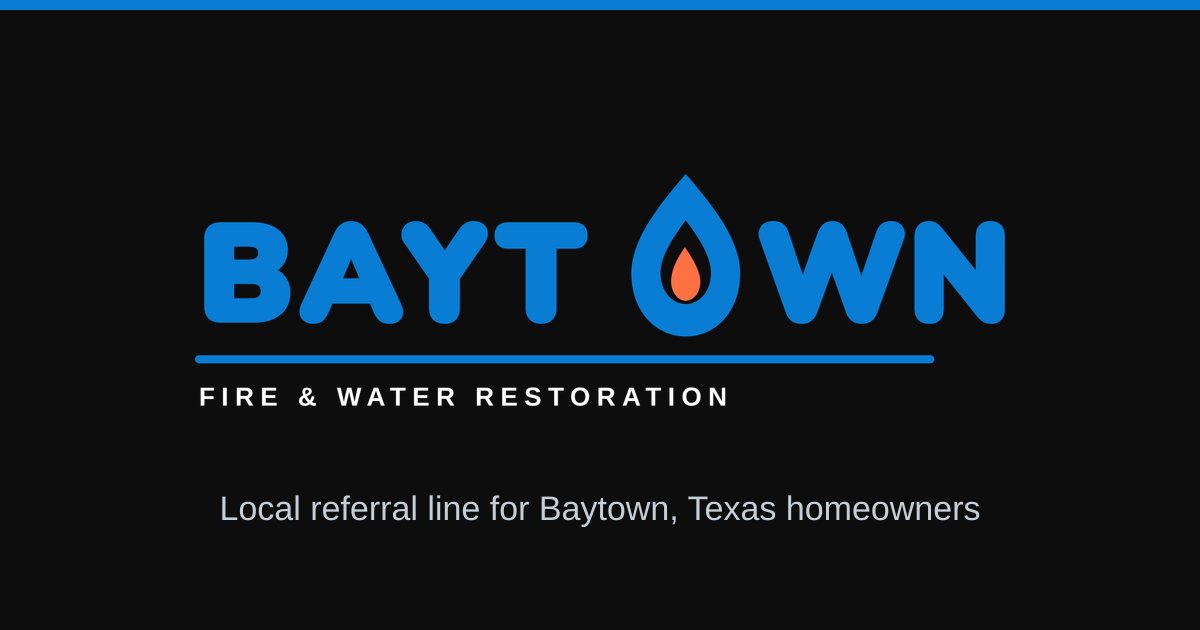 BAYTOWN
FIRE & WATER RESTORATION
Local referral line for Baytown, Texas homeowners